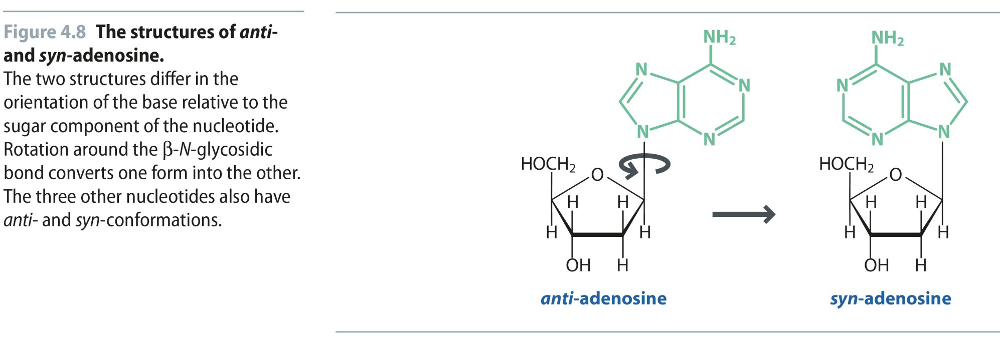 Figure 4.8 The structures of anti-
and syn-adenosine.
The two structures differ in the
orientation of the base relative to the
sugar component of the nucleotide.
Rotation around the β-N-glycosidic
bond converts one form into the other.
The three other nucleotides also have
anti- and syn-conformations.
NH₂
N
N
N
N
HOCH₂
O
H
H
H
H
OH
H
anti-adenosine
NH₂
N
N
N
N
HOCH₂
O
H
H
H
H
OH
H
syn-adenosine